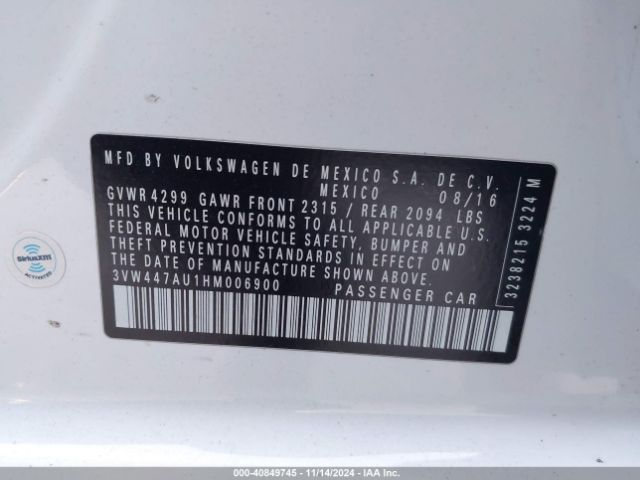 MFD BY VOLKSWAGEN DE MEXICO S.A. DE C.V.
MEXICO 08/16
GVWR 4299 GAWR FRONT 2315 / REAR 2094 LBS
THIS VEHICLE CONFORMS TO ALL APPLICABLE U.S.
FEDERAL MOTOR VEHICLE SAFETY, BUMPER AND
THEFT PREVENTION STANDARDS IN EFFECT ON
THE DATE OF MANUFACTURE SHOWN ABOVE.
3VW447AU1HM006900 PASSENGER CAR
3238215 3224 M
SiriusXM
000-40849745 - 11/14/2024 - IAAI.com